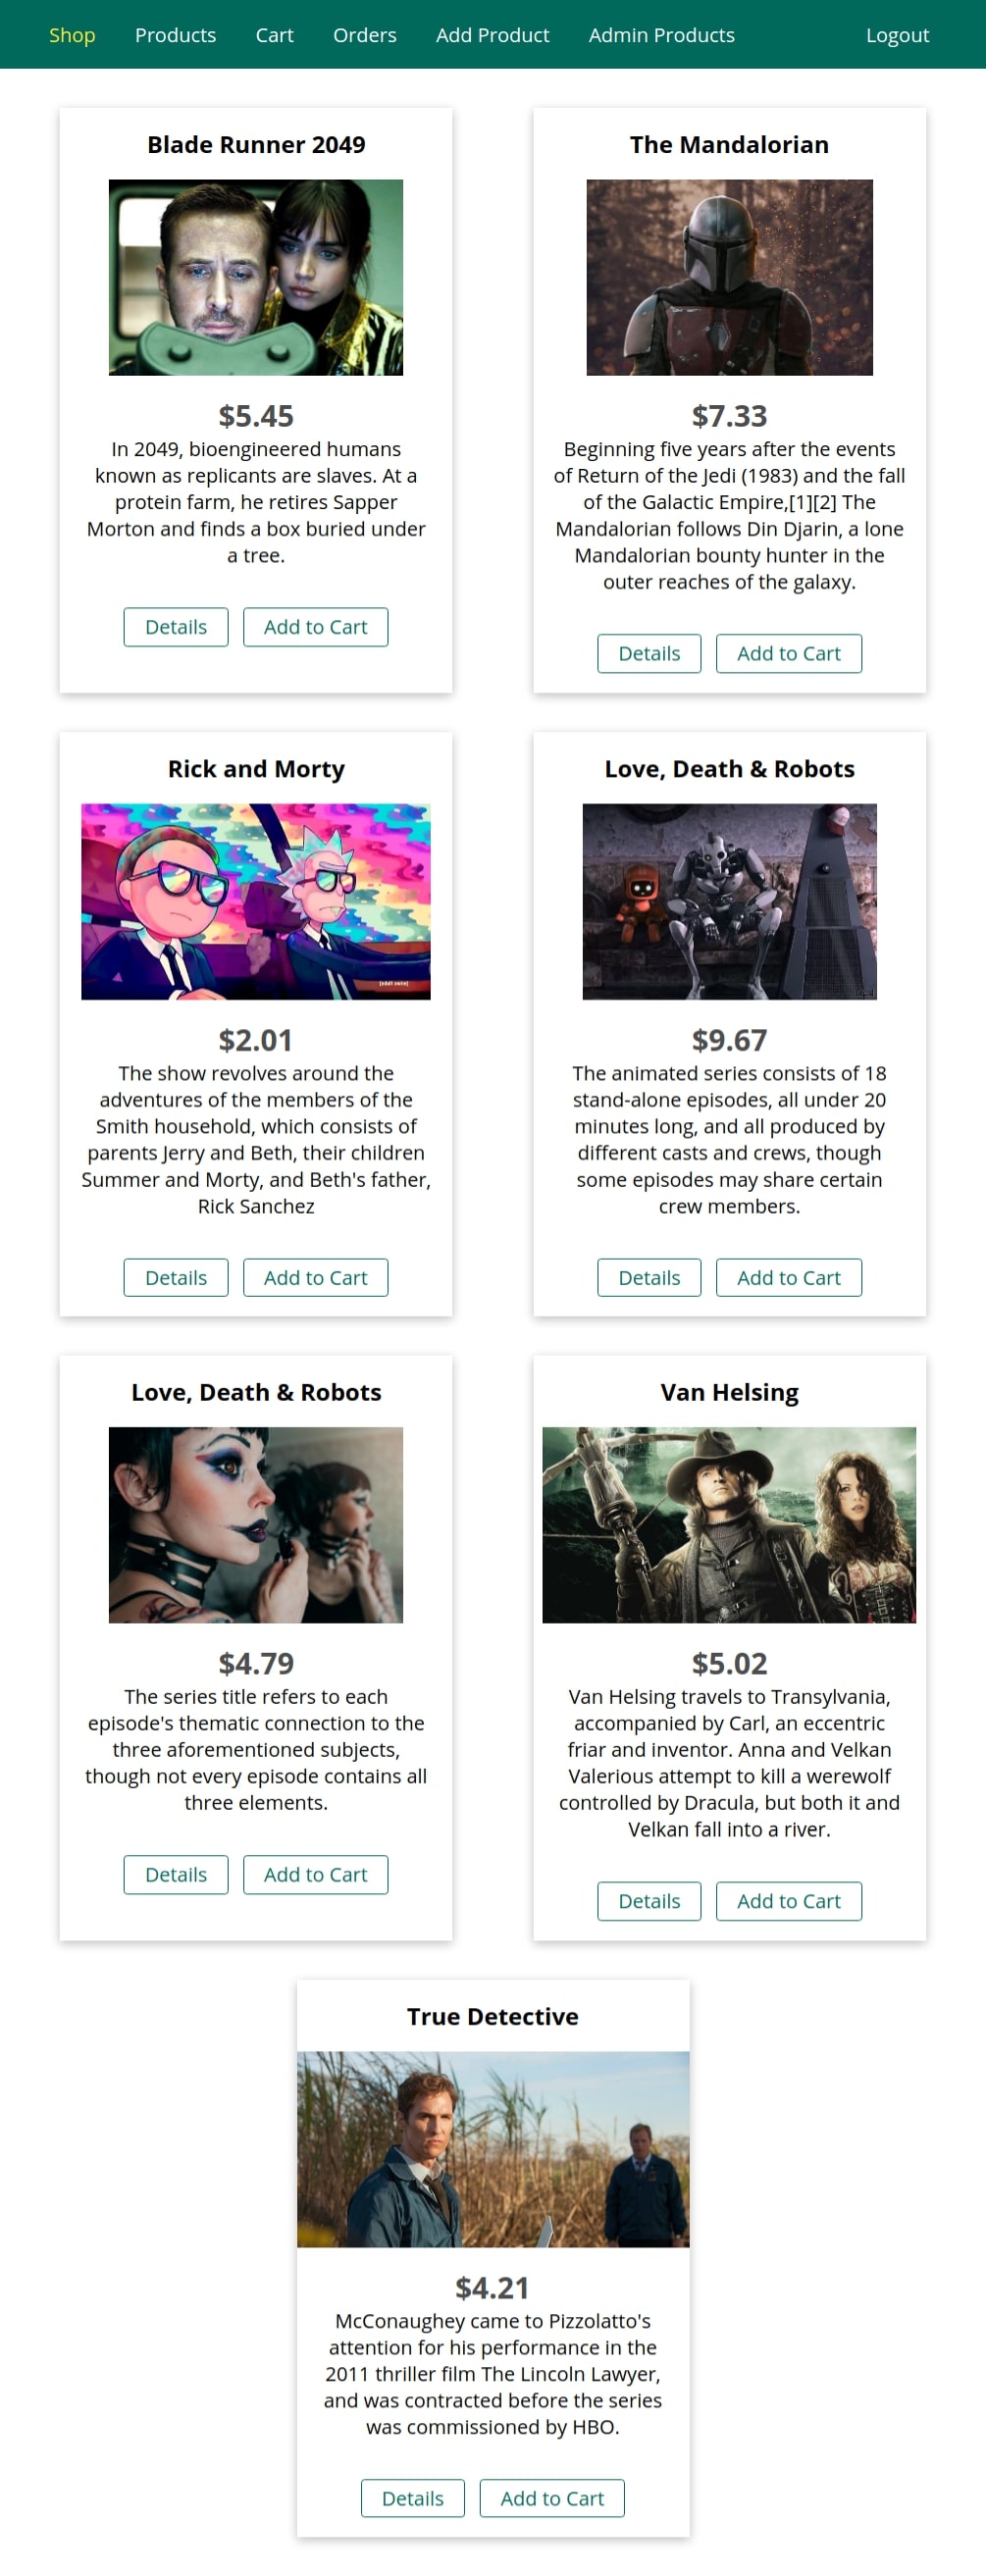 Shop Products Cart Orders Add Product Admin Products Logout
Blade Runner 2049
$5.45
In 2049, bioengineered humans
known as replicants are slaves. At a
protein farm, he retires Sapper
Morton and finds a box buried under
a tree.
Details Add to Cart
The Mandalorian
$7.33
Beginning five years after the events
of Return of the Jedi (1983) and the fall
of the Galactic Empire,[1][2] The
Mandalorian follows Din Djarin, a lone
Mandalorian bounty hunter in the
outer reaches of the galaxy.
Details Add to Cart
Rick and Morty
[adult swim]
$2.01
The show revolves around the
adventures of the members of the
Smith household, which consists of
parents Jerry and Beth, their children
Summer and Morty, and Beth's father,
Rick Sanchez
Details Add to Cart
Love, Death & Robots
$9.67
The animated series consists of 18
stand-alone episodes, all under 20
minutes long, and all produced by
different casts and crews, though
some episodes may share certain
crew members.
Details Add to Cart
Love, Death & Robots
$4.79
The series title refers to each
episode's thematic connection to the
three aforementioned subjects,
though not every episode contains all
three elements.
Details Add to Cart
Van Helsing
$5.02
Van Helsing travels to Transylvania,
accompanied by Carl, an eccentric
friar and inventor. Anna and Velkan
Valerious attempt to kill a werewolf
controlled by Dracula, but both it and
Velkan fall into a river.
Details Add to Cart
True Detective
$4.21
McConaughey came to Pizzolatto's
attention for his performance in the
2011 thriller film The Lincoln Lawyer,
and was contracted before the series
was commissioned by HBO.
Details Add to Cart